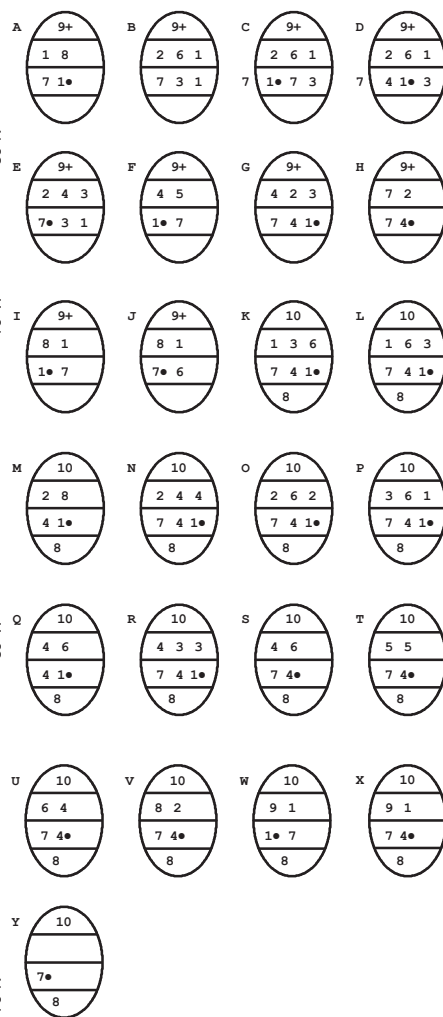 A B C D
9+ 9+ 9+ 9+
1 8 2 6 1 2 6 1 2 6 1
7 1● 7 3 1 7 1● 7 3 7 4 1● 3
E F G H
9+ 9+ 9+ 9+
2 4 3 4 5 4 2 3 7 2
7● 3 1 1● 7 7 4 1● 7 4●
I J K L
9+ 9+ 10 10
8 1 8 1 1 3 6 1 6 3
1● 7 7● 6 7 4 1● 7 4 1●
8 8
M N O P
10 10 10 10
2 8 2 4 4 2 6 2 3 6 1
4 1● 7 4 1● 7 4 1● 7 4 1●
8 8 8 8
Q R S T
10 10 10 10
4 6 4 3 3 4 6 5 5
4 1● 7 4 1● 7 4● 7 4●
8 8 8 8
U V W X
10 10 10 10
6 4 8 2 9 1 9 1
7 4● 7 4● 1● 7 7 4●
8 8 8 8
Y
10
7●
8